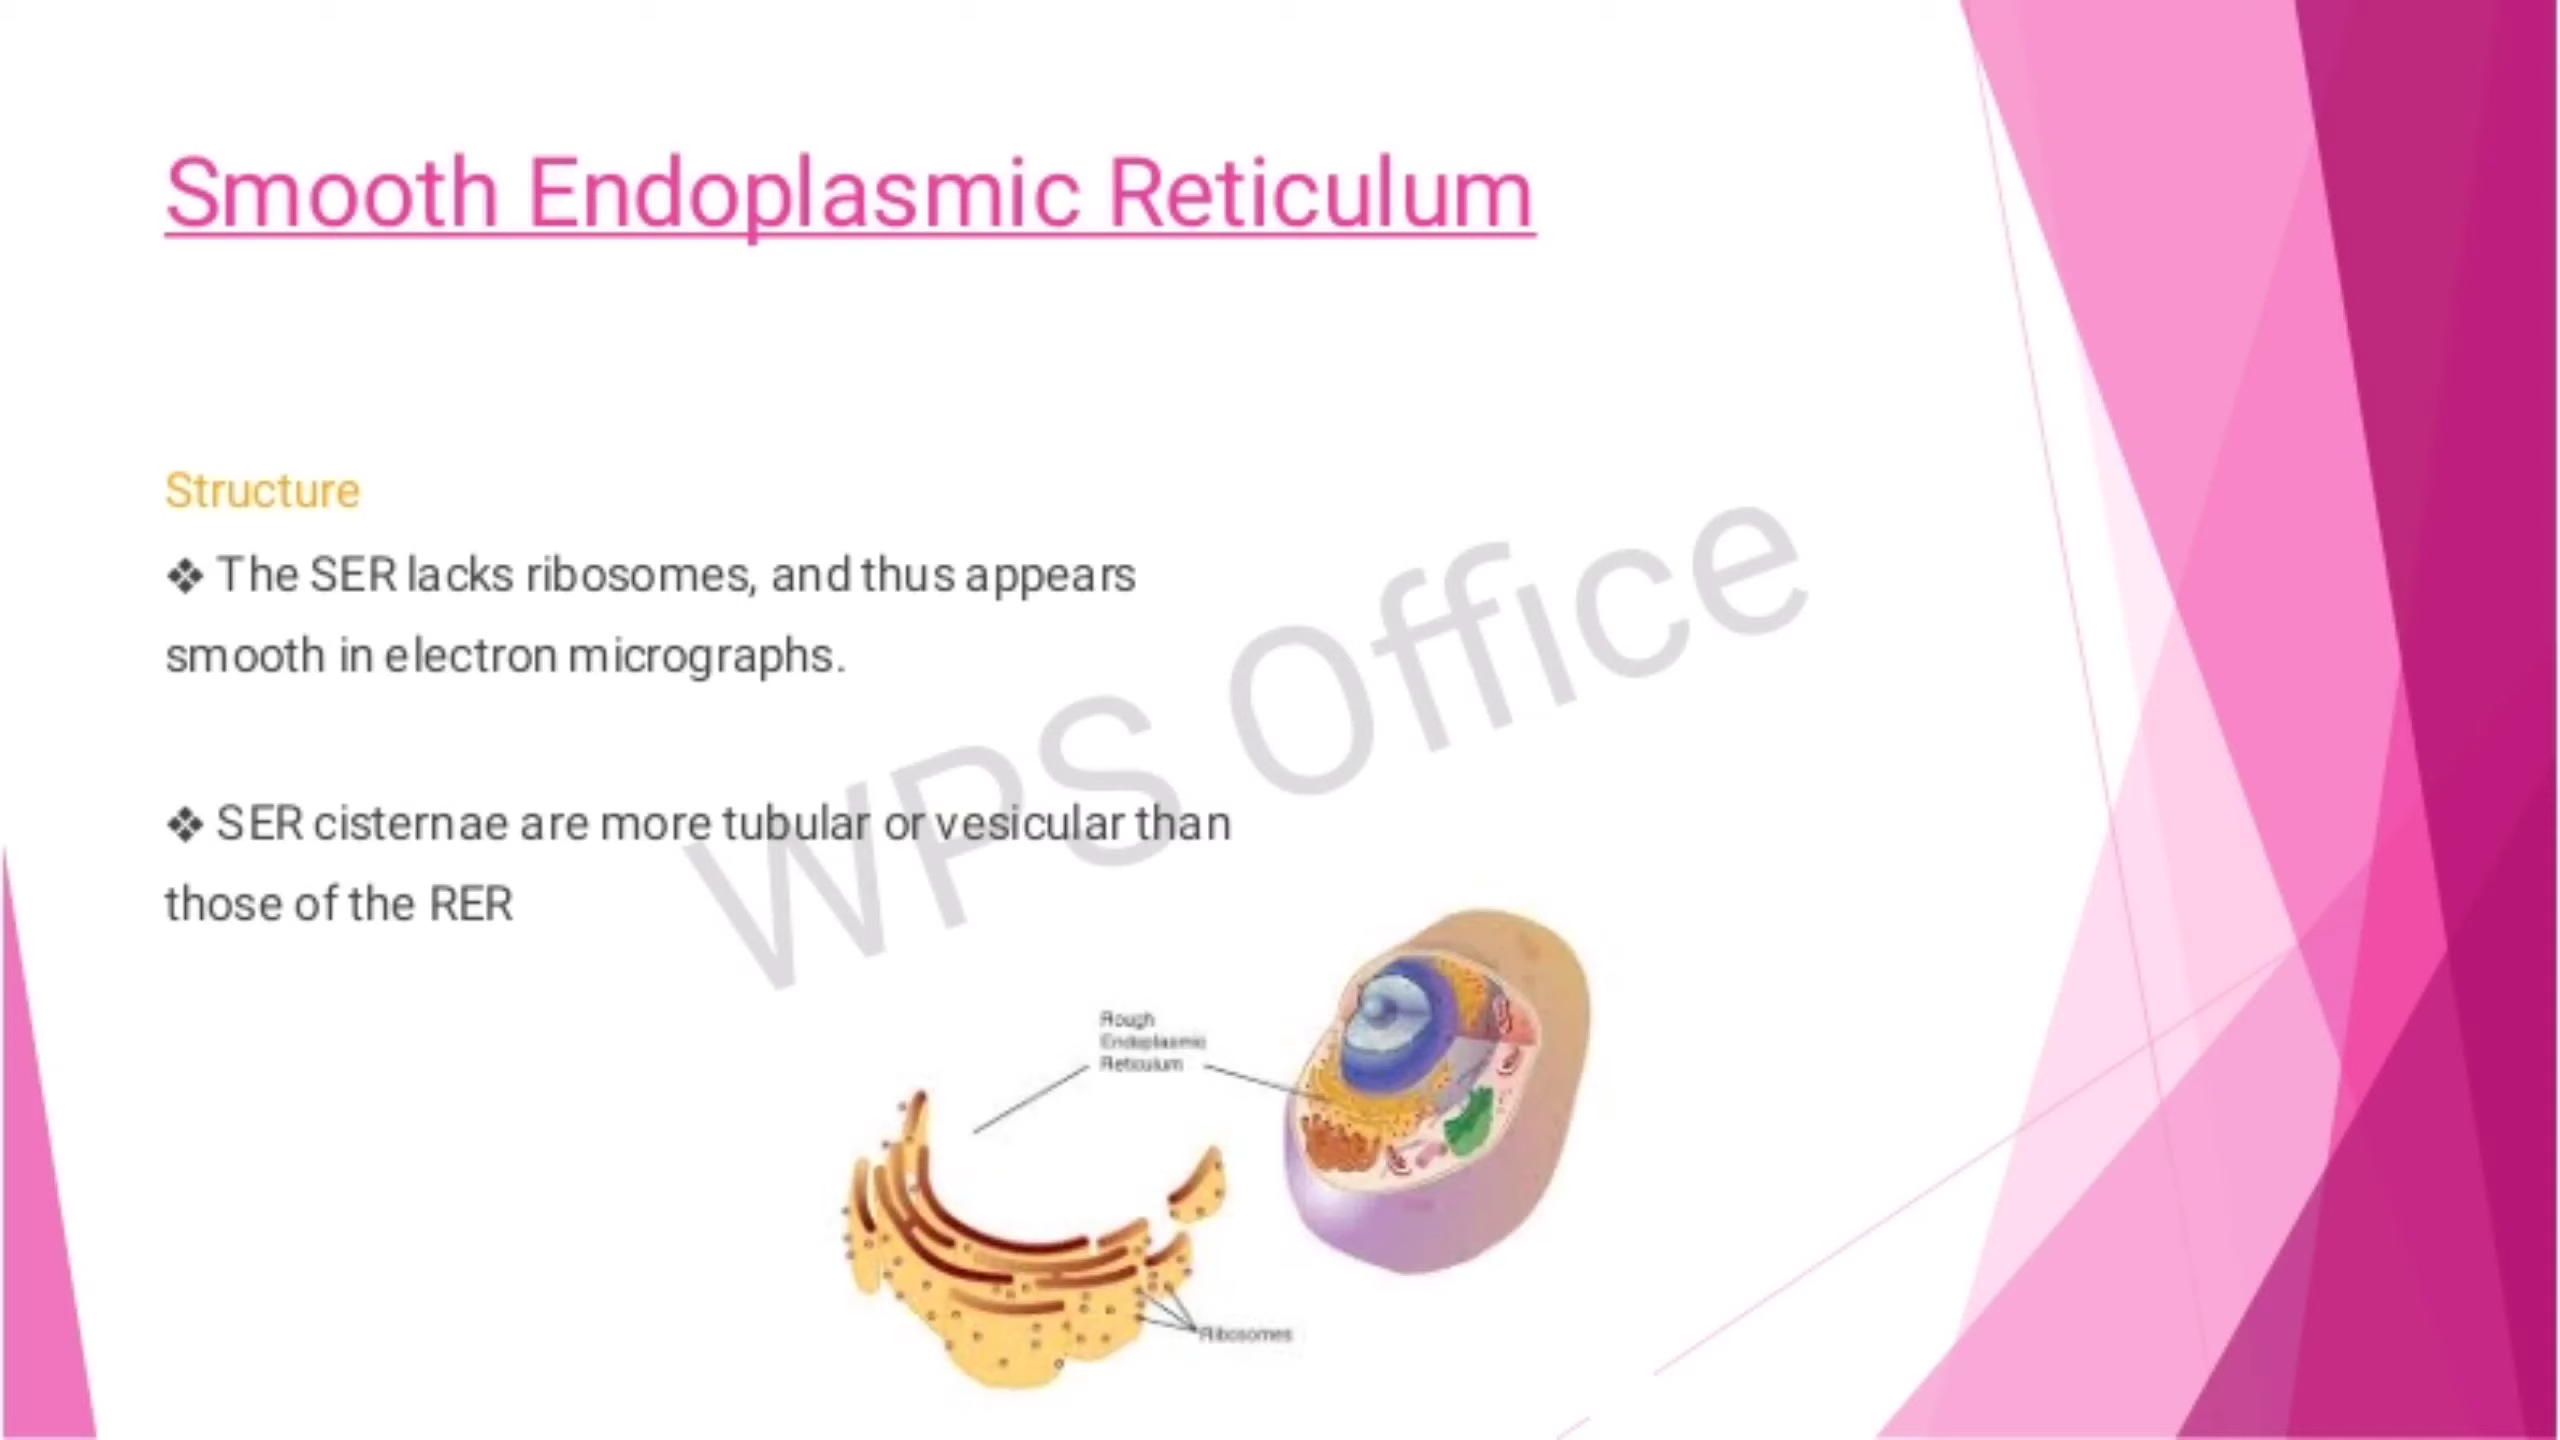 Smooth Endoplasmic Reticulum
Structure
❖ The SER lacks ribosomes, and thus appears
smooth in electron micrographs.
❖ SER cisternae are more tubular or vesicular than
those of the RER
WPS Office
Rough
Endoplasmic
Reticulum
Ribosomes